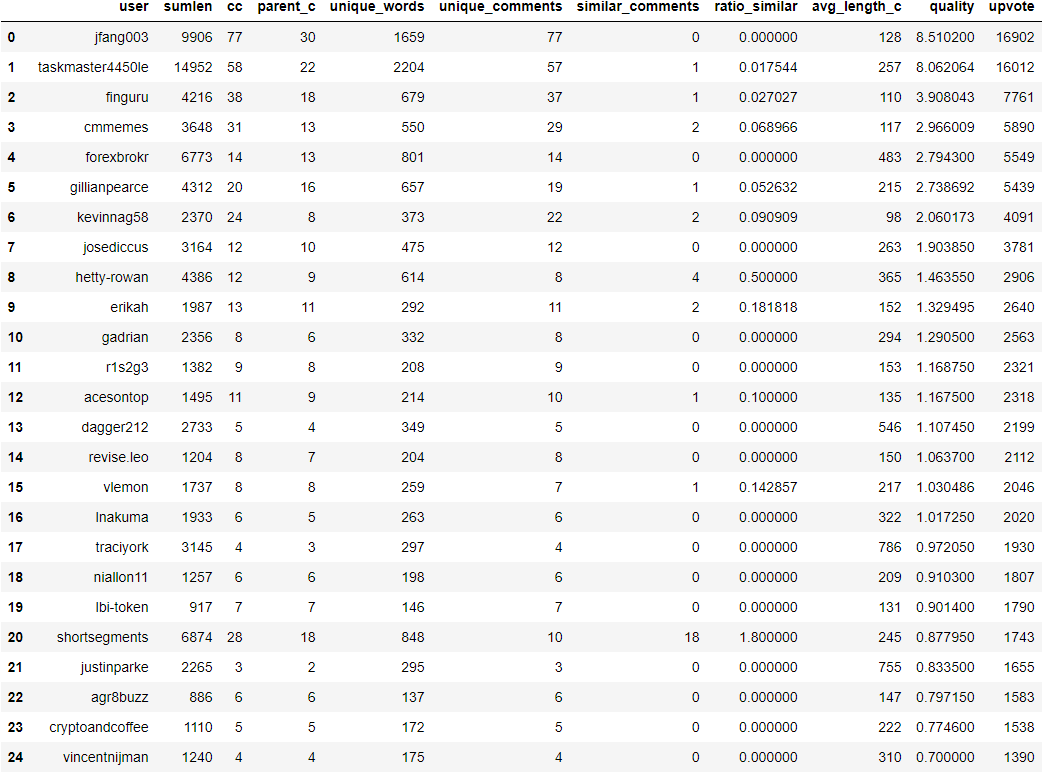 user sumlen cc parent_c unique_words unique_comments similar_comments ratio_similar avg_length_c quality upvote
0 jfang003 9906 77 30 1659 77 0 0.000000 128 8.510200 16902
1 taskmaster4450le 14952 58 22 2204 57 1 0.017544 257 8.062064 16012
2 finguru 4216 38 18 679 37 1 0.027027 110 3.908043 7761
3 cmmemes 3648 31 13 550 29 2 0.068966 117 2.966009 5890
4 forexbrokr 6773 14 13 801 14 0 0.000000 483 2.794300 5549
5 gillianpearce 4312 20 16 657 19 1 0.052632 215 2.738692 5439
6 kevinnag58 2370 24 8 373 22 2 0.090909 98 2.060173 4091
7 josediccus 3164 12 10 475 12 0 0.000000 263 1.903850 3781
8 hetty-rowan 4386 12 9 614 8 4 0.500000 365 1.463550 2906
9 erikah 1987 13 11 292 11 2 0.181818 152 1.329495 2640
10 gadrian 2356 8 6 332 8 0 0.000000 294 1.290500 2563
11 r1s2g3 1382 9 8 208 9 0 0.000000 153 1.168750 2321
12 acesontop 1495 11 9 214 10 1 0.100000 135 1.167500 2318
13 dagger212 2733 5 4 349 5 0 0.000000 546 1.107450 2199
14 revise.leo 1204 8 7 204 8 0 0.000000 150 1.063700 2112
15 vlemon 1737 8 8 259 7 1 0.142857 217 1.030486 2046
16 lnakuma 1933 6 5 263 6 0 0.000000 322 1.017250 2020
17 traciyork 3145 4 3 297 4 0 0.000000 786 0.972050 1930
18 niallon11 1257 6 6 198 6 0 0.000000 209 0.910300 1807
19 lbi-token 917 7 7 146 7 0 0.000000 131 0.901400 1790
20 shortsegments 6874 28 18 848 10 18 1.800000 245 0.877950 1743
21 justinparke 2265 3 2 295 3 0 0.000000 755 0.833500 1655
22 agr8buzz 886 6 6 137 6 0 0.000000 147 0.797150 1583
23 cryptoandcoffee 1110 5 5 172 5 0 0.000000 222 0.774600 1538
24 vincentnijman 1240 4 4 175 4 0 0.000000 310 0.700000 1390